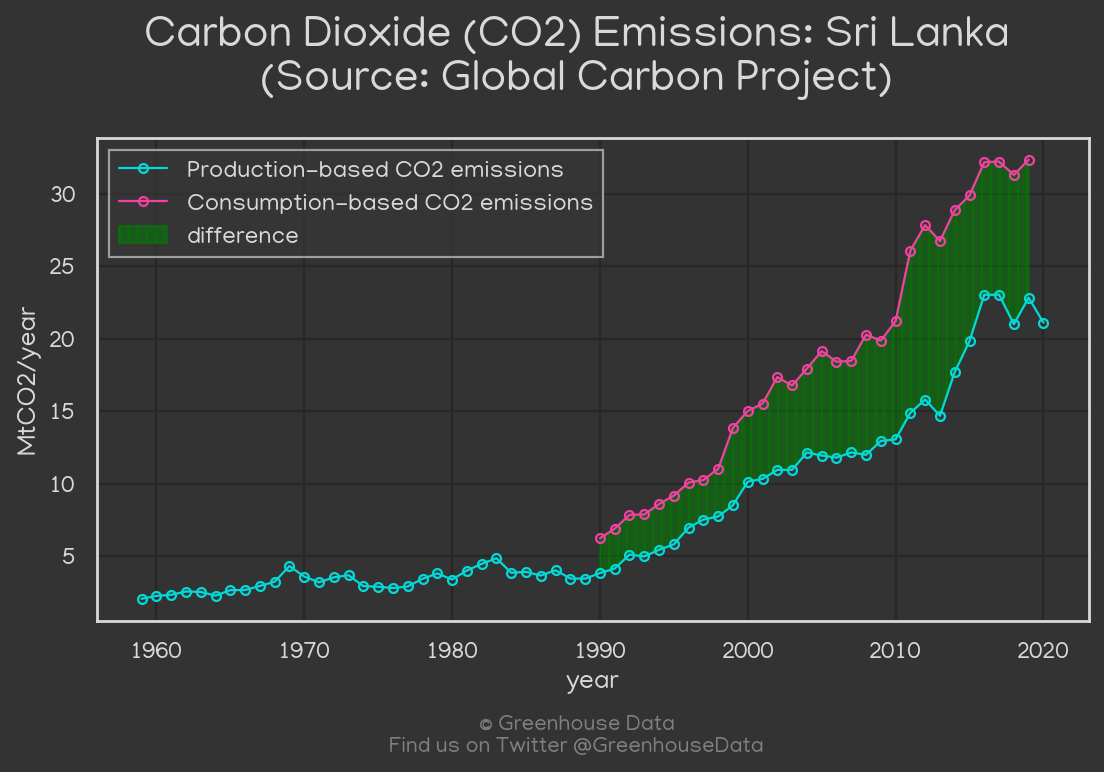 Carbon Dioxide (CO2) Emissions: Sri Lanka
(Source: Global Carbon Project)
Production-based CO2 emissions
Consumption-based CO2 emissions
difference
MtCO2/year
30
25
20
15
10
5
1960 1970 1980 1990 2000 2010 2020
year
© Greenhouse Data
Find us on Twitter @GreenhouseData